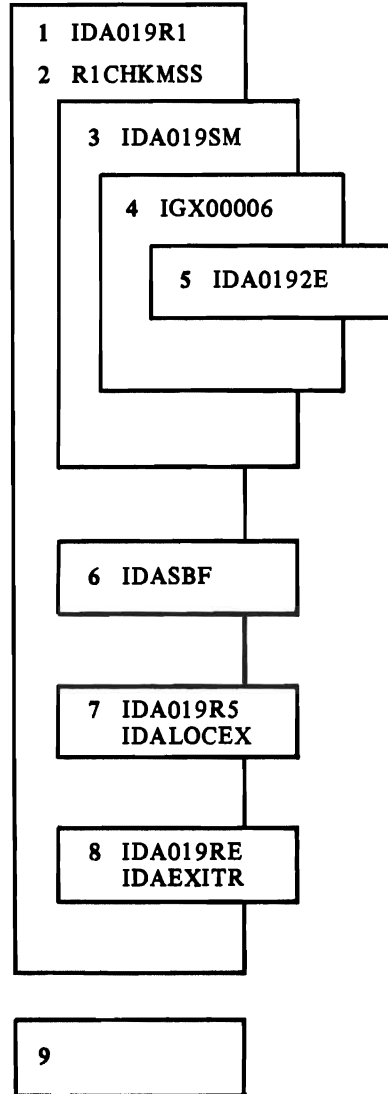 1 IDA019R1
2 R1CHKMSS
3 IDA019SM
4 IGX00006
5 IDA0192E
6 IDASBF
7 IDA019R5
IDALOCEX
8 IDA019RE
IDAEXITR
9